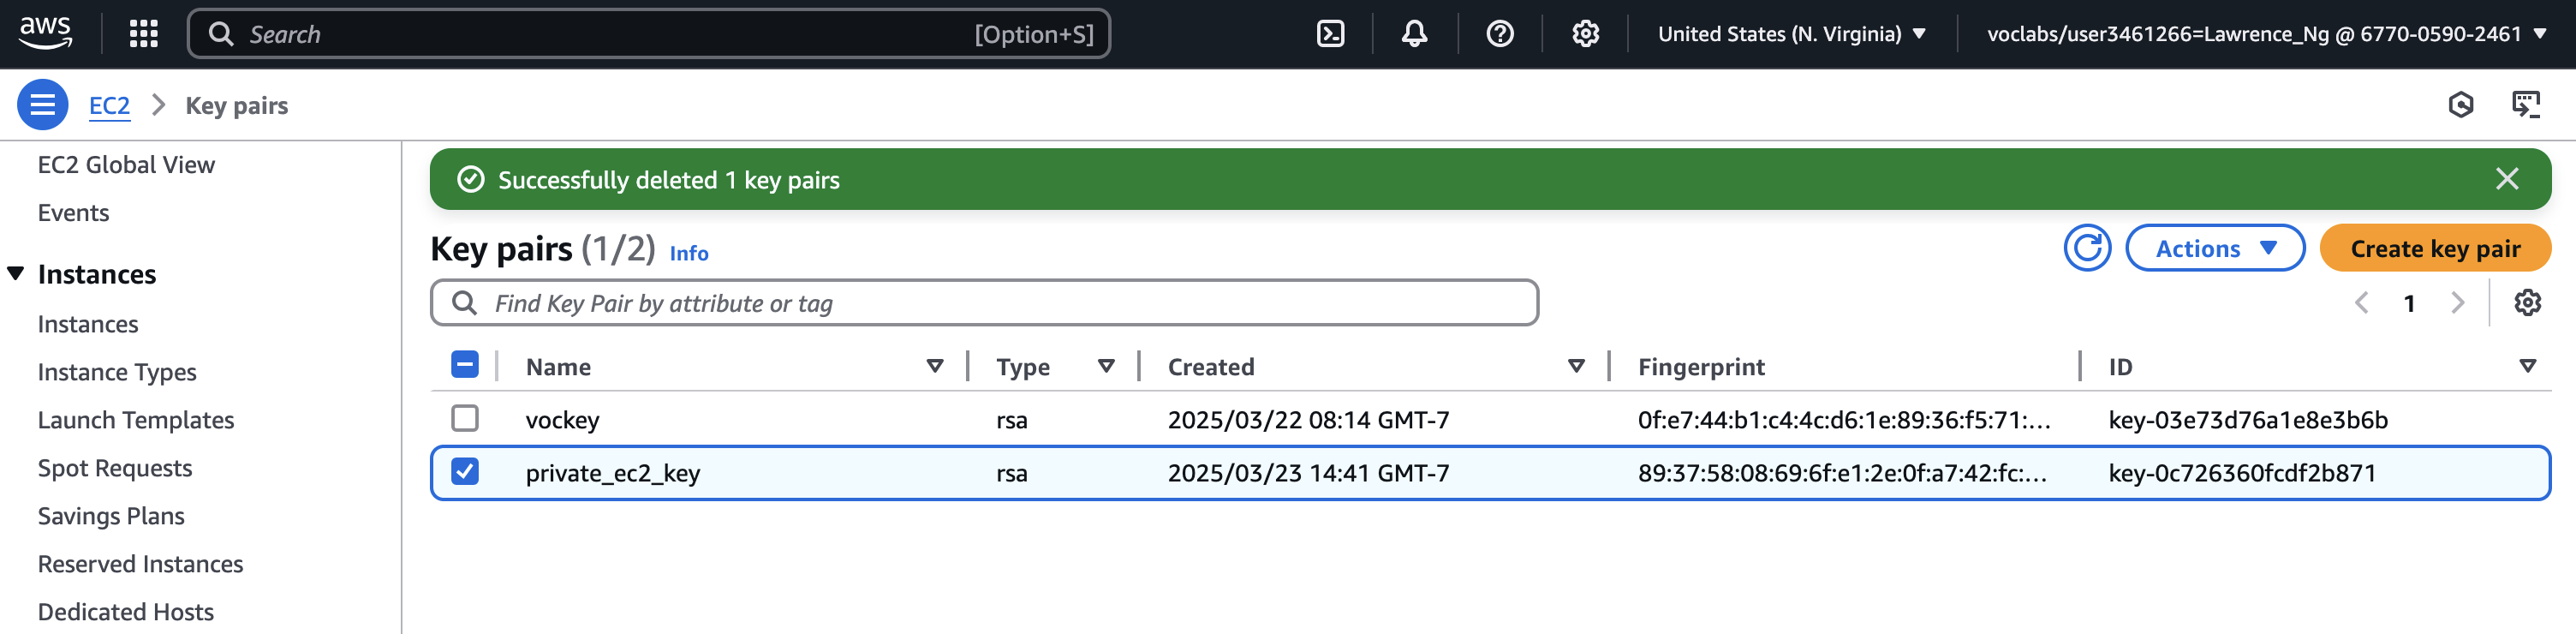 aws
Search [Option+S] United States (N. Virginia) voclabs/user3461266=Lawrence_Ng @ 6770-0590-2461
EC2 Key pairs
EC2 Global View
Events
Instances
Instances
Instance Types
Launch Templates
Spot Requests
Savings Plans
Reserved Instances
Dedicated Hosts
Successfully deleted 1 key pairs
Key pairs (1/2) Info
Actions Create key pair
Find Key Pair by attribute or tag
1
Name Type Created Fingerprint ID
vockey rsa 2025/03/22 08:14 GMT-7 0f:e7:44:b1:c4:4c:d6:1e:89:36:f5:71:... key-03e73d76a1e8e3b6b
private_ec2_key rsa 2025/03/23 14:41 GMT-7 89:37:58:08:69:6f:e1:2e:0f:a7:42:fc:... key-0c726360fcdf2b871